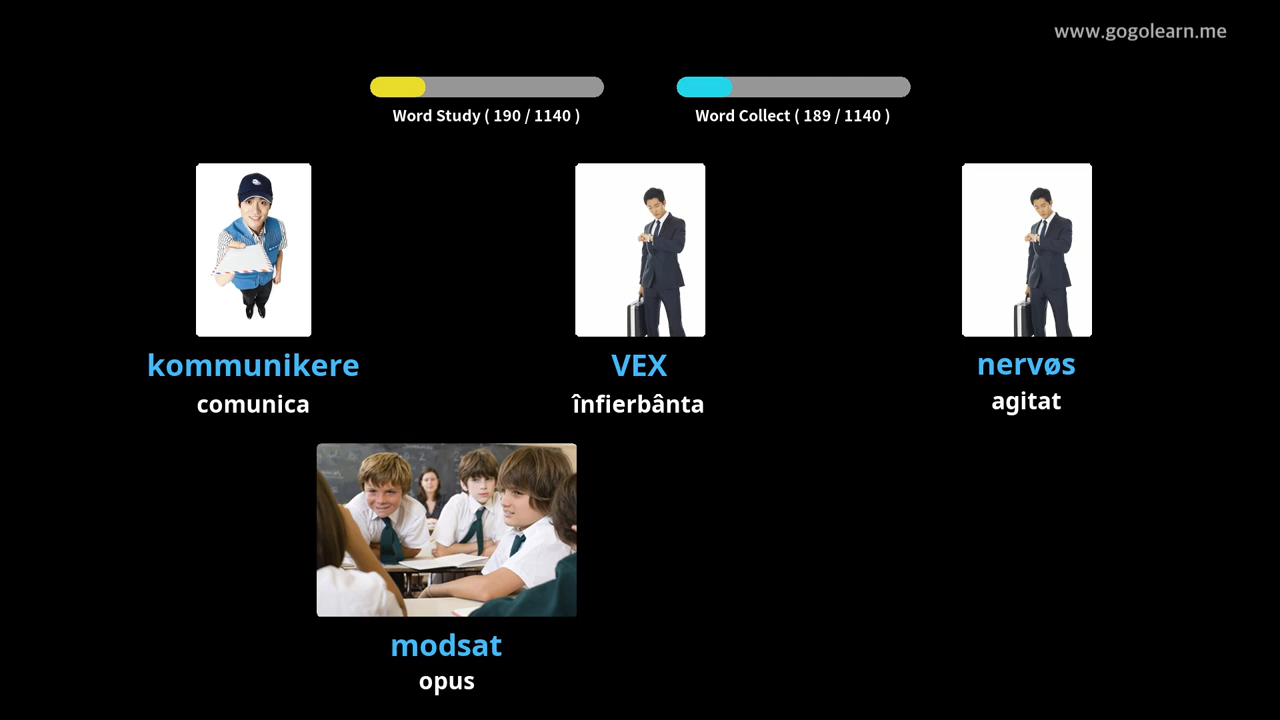 www.gogolearn.me
Word Study ( 190 / 1140 )
Word Collect ( 189 / 1140 )
kommunikere
comunica
VEX
înfierbânta
nervøs
agitat
modsat
opus